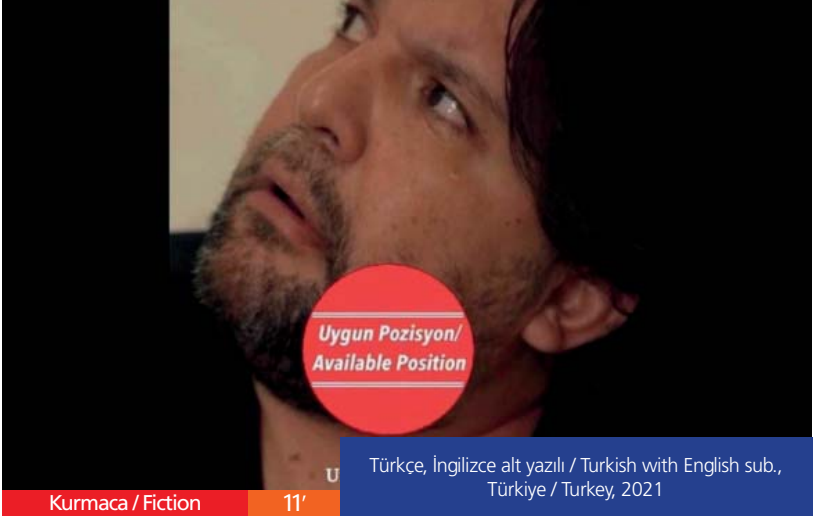 Uygun Pozisyon/
Available Position
U
Türkçe, İngilizce alt yazılı / Turkish with English sub.,
Türkiye / Turkey, 2021
Kurmaca / Fiction
11′